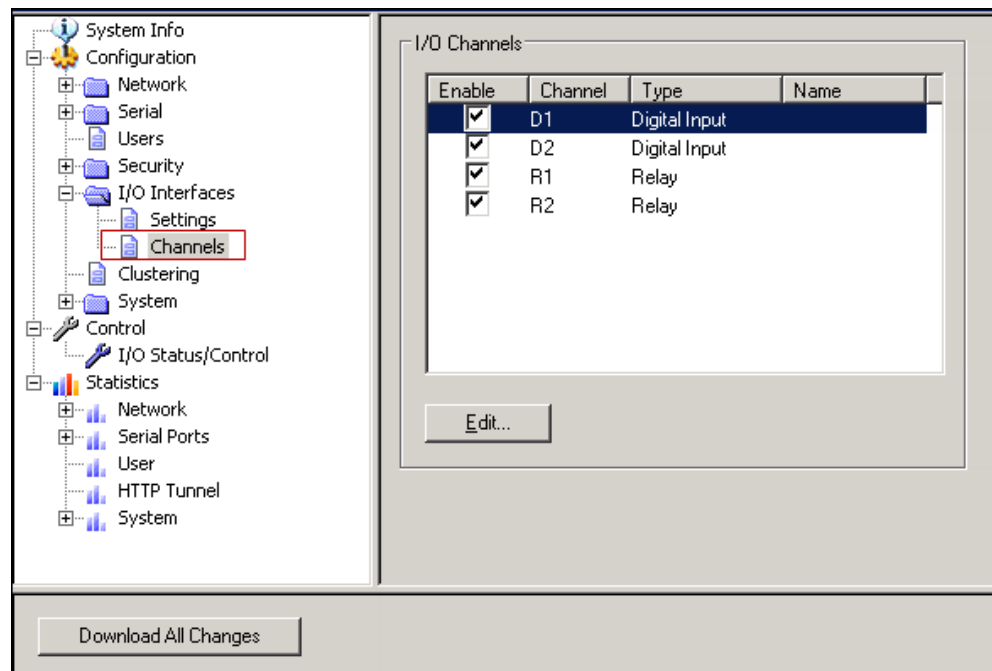 System Info
Configuration
Network
Serial
Users
Security
I/O Interfaces
Settings
Channels
Clustering
System
Control
I/O Status/Control
Statistics
Network
Serial Ports
User
HTTP Tunnel
System
I/O Channels
Enable Channel Type Name
D1 Digital Input
D2 Digital Input
R1 Relay
R2 Relay
Edit...
Download All Changes